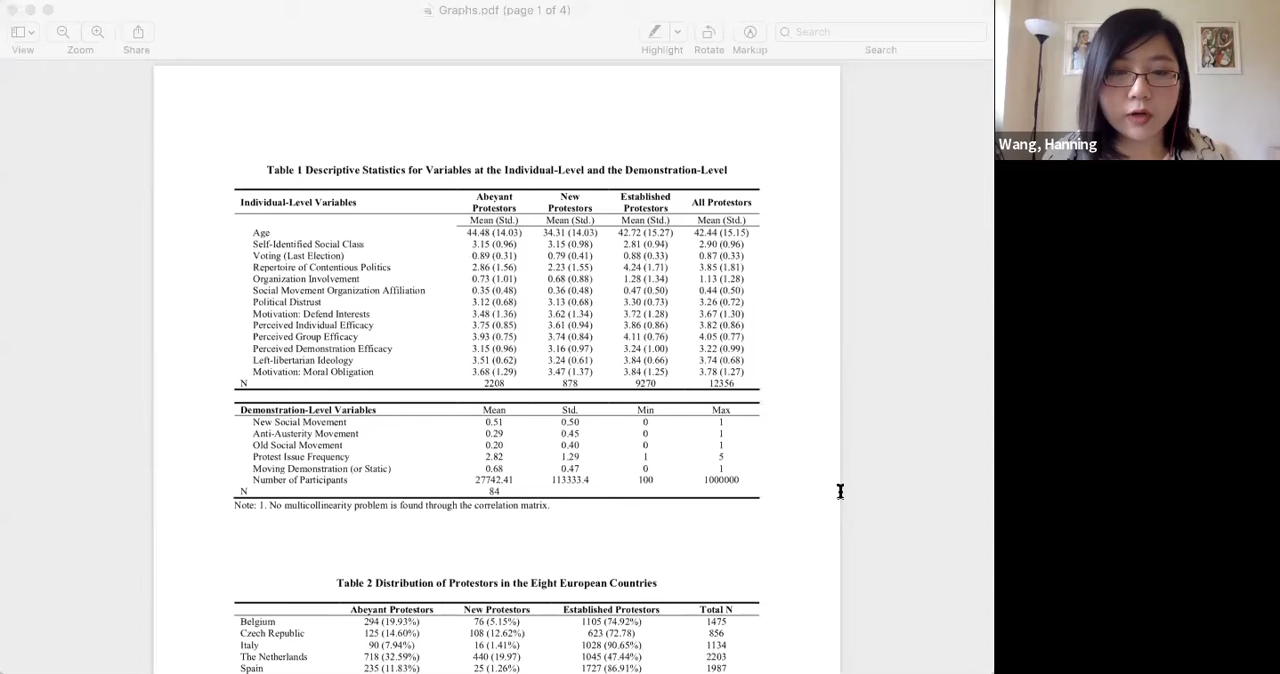 Graphs.pdf (page 1 of 4)
View Zoom Share Highlight Rotate Markup Search
Search
Wang, Hanning
Table 1 Descriptive Statistics for Variables at the Individual-Level and the Demonstration-Level
Individual-Level Variables Abeyant Protestors New Protestors Established Protestors All Protestors
Mean (Std.) Mean (Std.) Mean (Std.) Mean (Std.)
Age 44.48 (14.03) 34.31 (14.03) 42.72 (15.27) 42.44 (15.15)
Self-Identified Social Class 3.15 (0.96) 3.15 (0.98) 2.81 (0.94) 2.90 (0.96)
Voting (Last Election) 0.89 (0.31) 0.79 (0.41) 0.88 (0.33) 0.87 (0.33)
Repertoire of Contentious Politics 2.86 (1.56) 2.23 (1.55) 4.24 (1.71) 3.85 (1.81)
Organization Involvement 0.73 (1.01) 0.68 (0.88) 1.28 (1.34) 1.13 (1.28)
Social Movement Organization Affiliation 0.35 (0.48) 0.36 (0.48) 0.47 (0.50) 0.44 (0.50)
Political Distrust 3.12 (0.68) 3.13 (0.68) 3.30 (0.73) 3.26 (0.72)
Motivation: Defend Interests 3.48 (1.36) 3.62 (1.34) 3.72 (1.28) 3.67 (1.30)
Perceived Individual Efficacy 3.75 (0.85) 3.61 (0.94) 3.86 (0.86) 3.82 (0.86)
Perceived Group Efficacy 3.93 (0.75) 3.74 (0.84) 4.11 (0.76) 4.05 (0.77)
Perceived Demonstration Efficacy 3.15 (0.96) 3.16 (0.97) 3.24 (1.00) 3.22 (0.99)
Left-libertarian Ideology 3.51 (0.62) 3.24 (0.61) 3.84 (0.66) 3.74 (0.68)
Motivation: Moral Obligation 3.68 (1.29) 3.47 (1.37) 3.84 (1.25) 3.78 (1.27)
N 2208 878 9270 12356
Demonstration-Level Variables Mean Std. Min Max
New Social Movement 0.51 0.50 0 1
Anti-Austerity Movement 0.29 0.45 0 1
Old Social Movement 0.20 0.40 0 1
Protest Issue Frequency 2.82 1.29 1 5
Moving Demonstration (or Static) 0.68 0.47 0 1
Number of Participants 27742.41 113333.4 100 1000000
N 84
Note: 1. No multicollinearity problem is found through the correlation matrix.
Table 2 Distribution of Protestors in the Eight European Countries
Abeyant Protestors New Protestors Established Protestors Total N
Belgium 294 (19.93%) 76 (5.15%) 1105 (74.92%) 1475
Czech Republic 125 (14.60%) 108 (12.62%) 623 (72.78) 856
Italy 90 (7.94%) 16 (1.41%) 1028 (90.65%) 1134
The Netherlands 718 (32.59%) 440 (19.97) 1045 (47.44%) 2203
Spain 235 (11.83%) 25 (1.26%) 1727 (86.91%) 1987